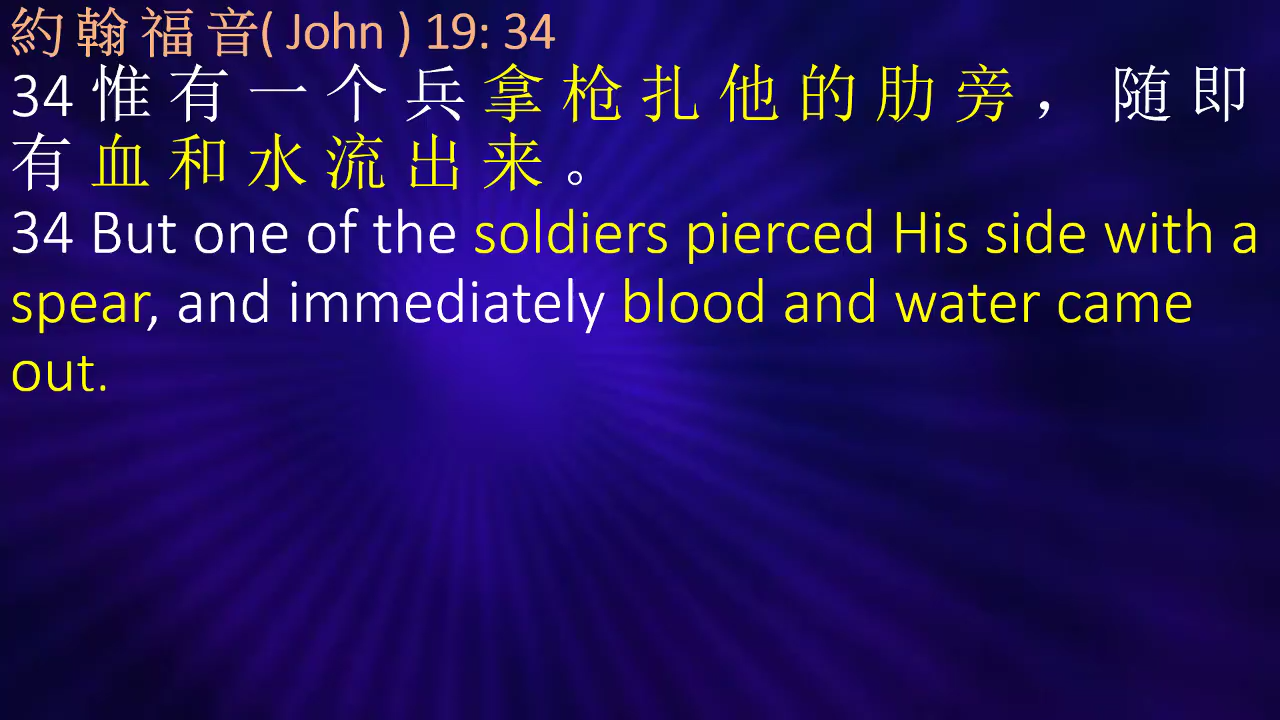 約翰福音( John ) 19: 34
34 惟有一个兵拿枪扎他的肋旁，随即
有血和水流出来。
34 But one of the soldiers pierced His side with a
spear, and immediately blood and water came
out.